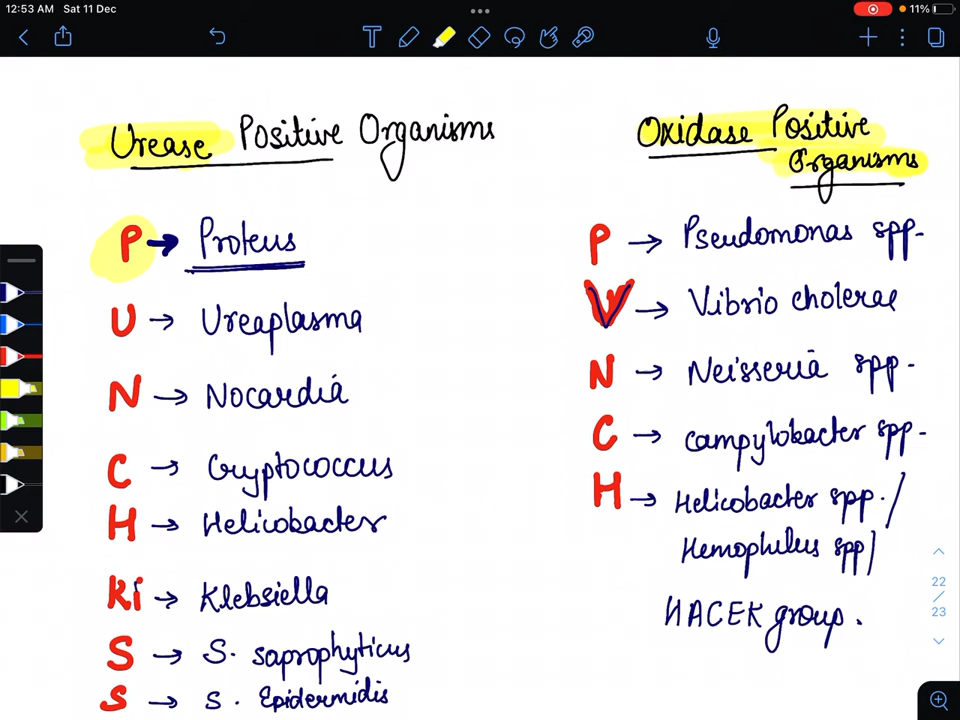 12:53 AM Sat 11 Dec
11%
Urease Positive Organisms
P → Proteus
U → Ureaplasma
N → Nocardia
C → Cryptococcus
H → Helicobacter
Ki → Klebsiella
S → S. saprophyticus
S → S. Epidermidis
Oxidase Positive
Organisms
P → Pseudomonas spp.
V → Vibrio cholerae
N → Neisseria spp.
C → Campylobacter spp.
H → Helicobacter spp./
Hemophilus spp/
HACEK group.
22
/
23